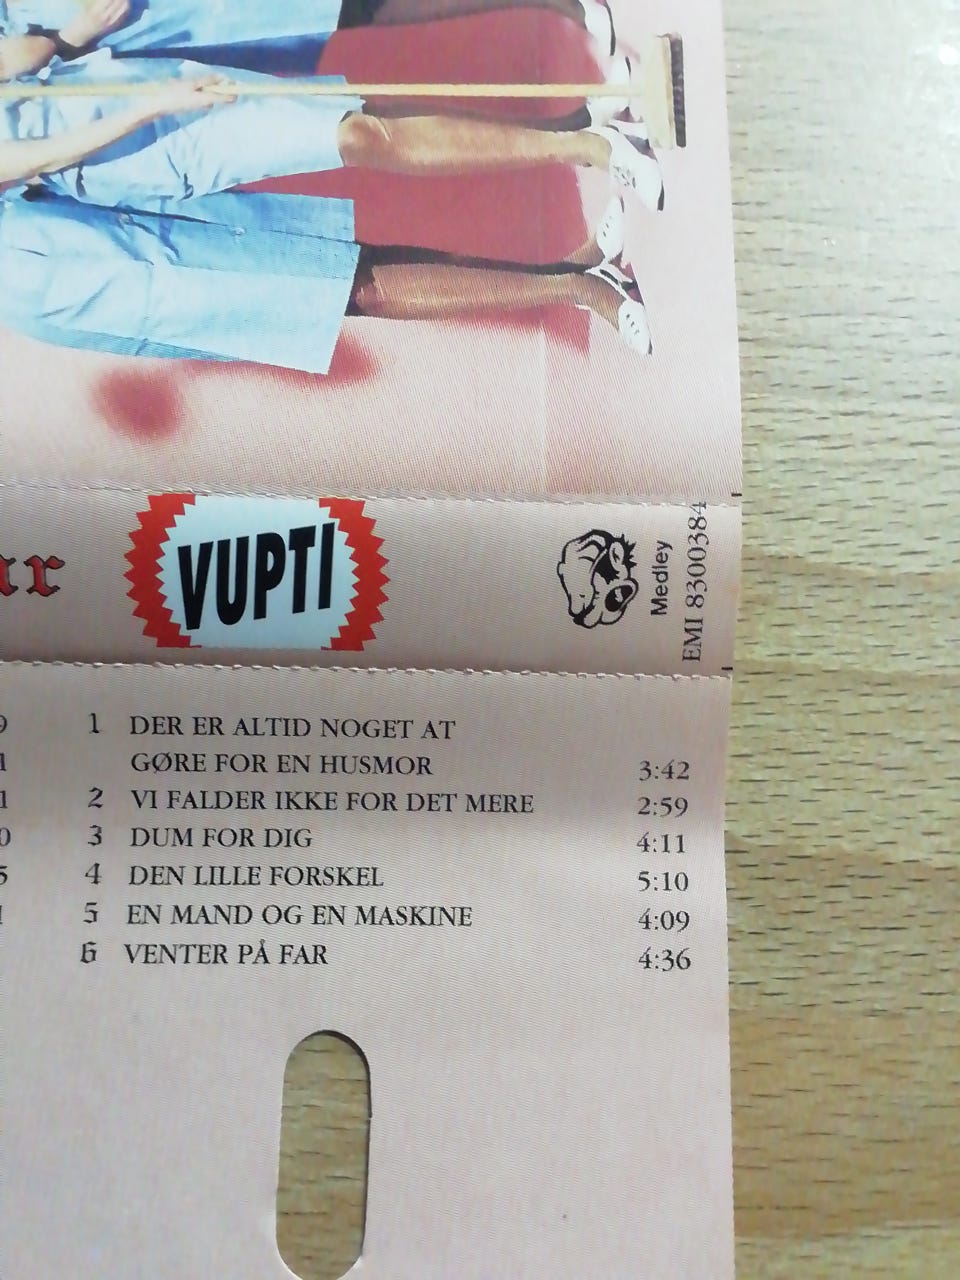 VUPTI
Medley
EMI 8300384
1 DER ER ALTID NOGET AT
GØRE FOR EN HUSMOR 3:42
2 VI FALDER IKKE FOR DET MERE 2:59
3 DUM FOR DIG 4:11
4 DEN LILLE FORSKEL 5:10
5 EN MAND OG EN MASKINE 4:09
6 VENTER PÅ FAR 4:36